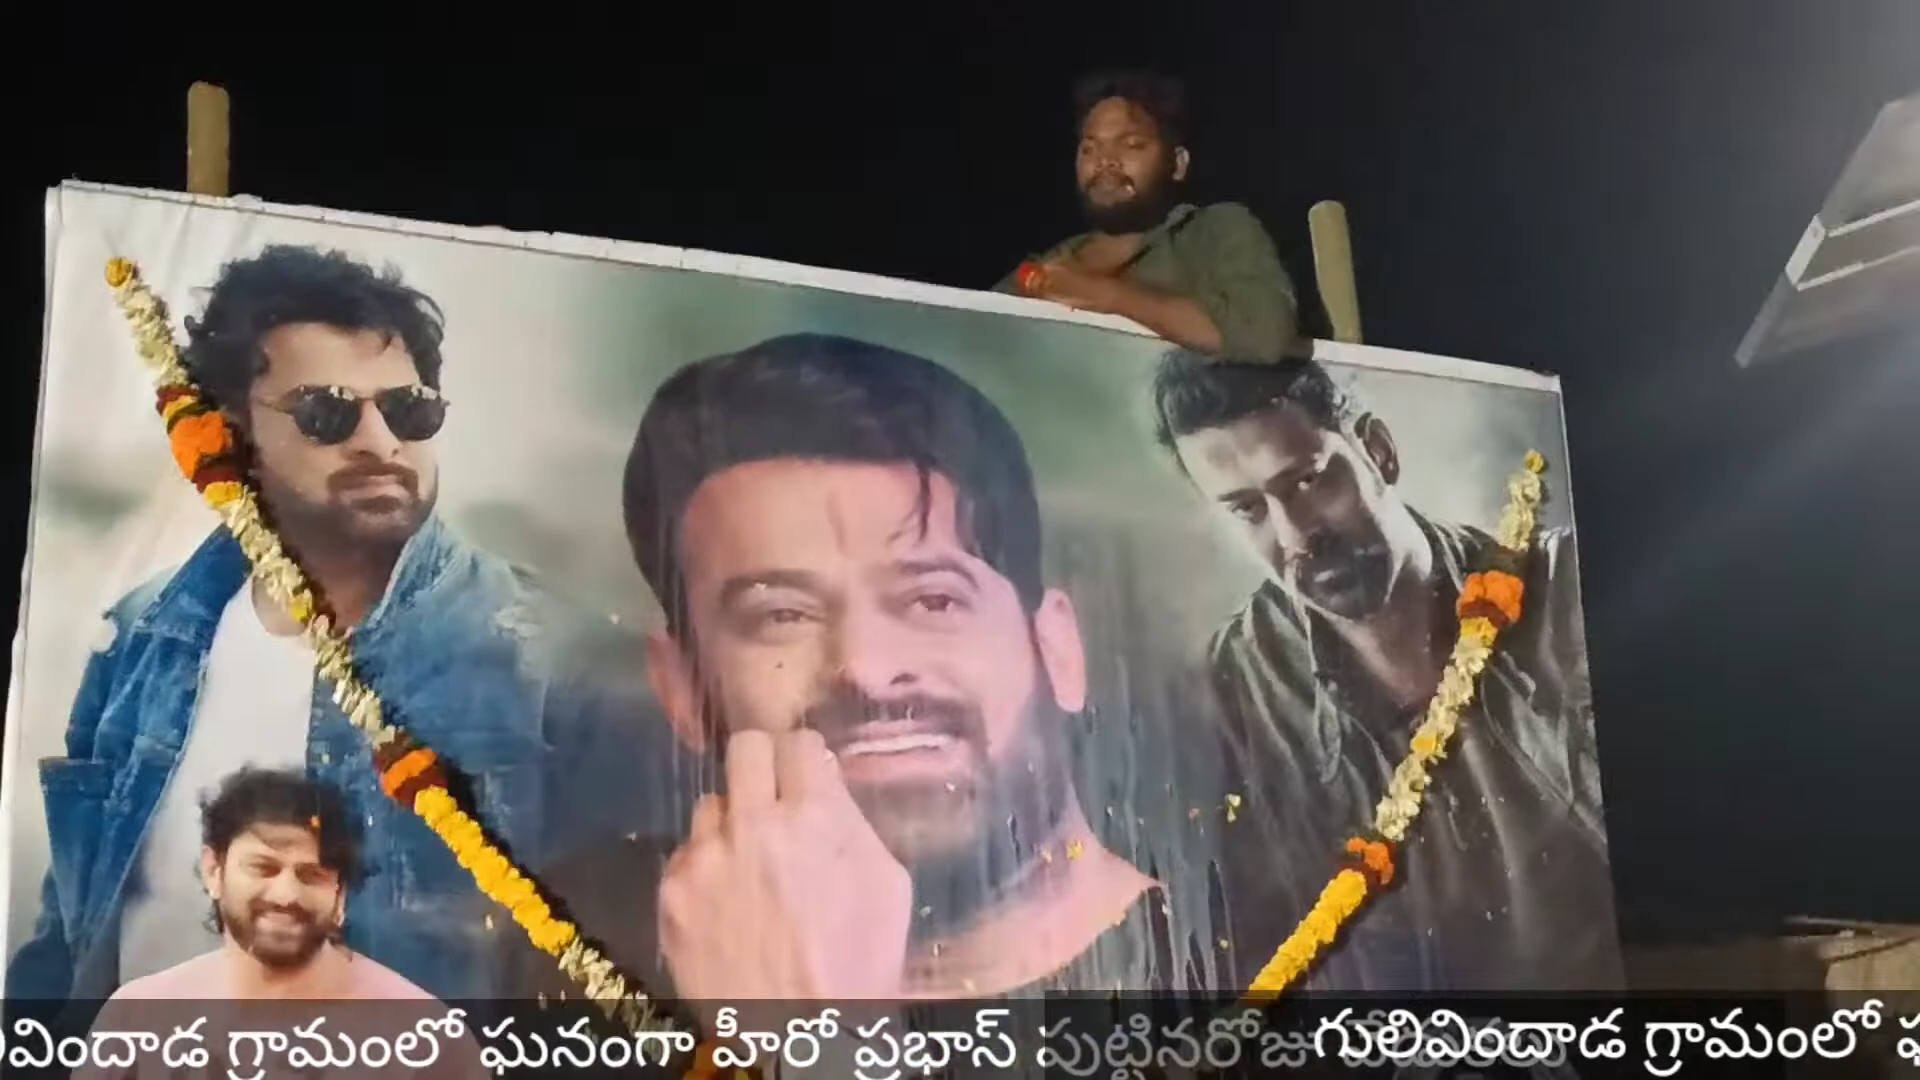 లివిందాడ గ్రామంలో ఘనంగా హీరో ప్రభాస్ పుట్టినరోజు గులివిందాడ గ్రామంలో ఘ